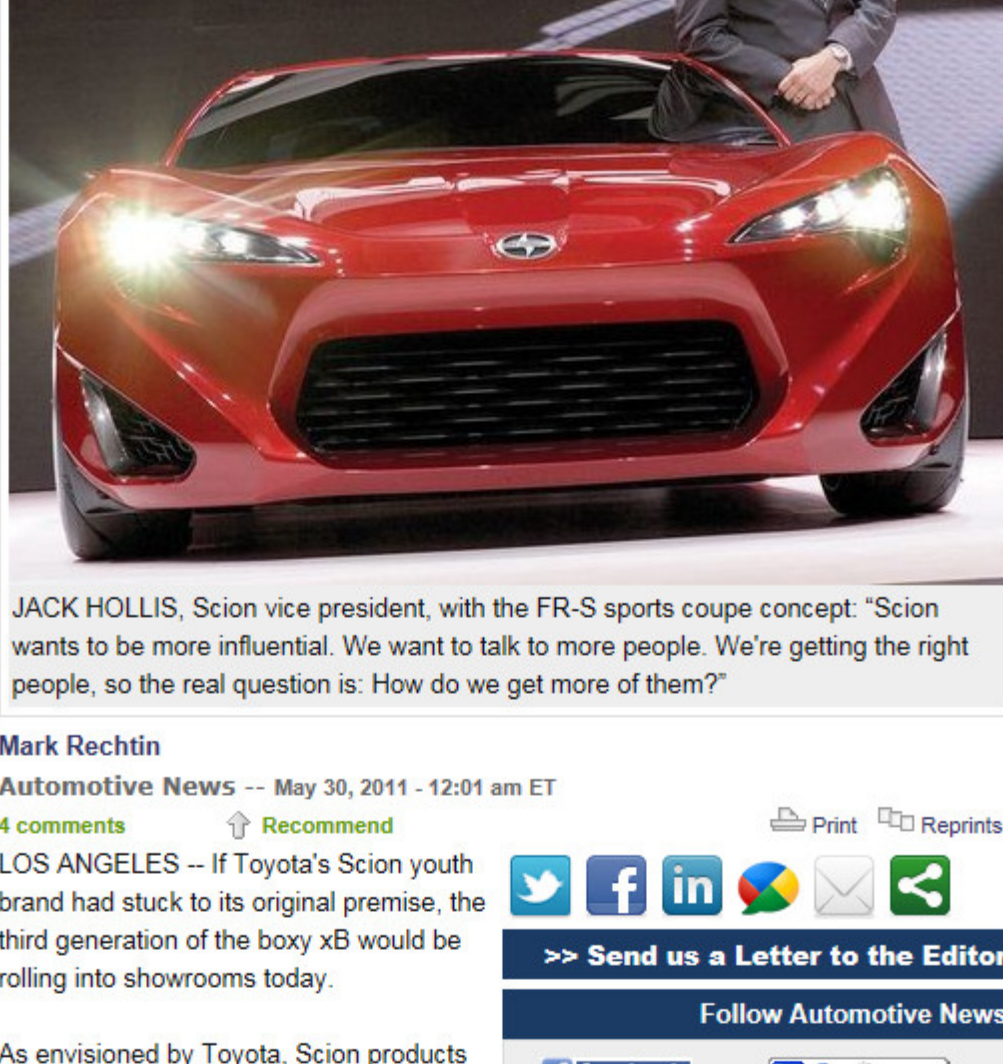 JACK HOLLIS, Scion vice president, with the FR-S sports coupe concept: “Scion
wants to be more influential. We want to talk to more people. We're getting the right
people, so the real question is: How do we get more of them?”
Mark Rechtin
Automotive News -- May 30, 2011 - 12:01 am ET
4 comments
Recommend
Print
Reprints
LOS ANGELES -- If Toyota's Scion youth
brand had stuck to its original premise, the
third generation of the boxy xB would be
rolling into showrooms today.
As envisioned by Toyota, Scion products
f
in
>> Send us a Letter to the Editor
Follow Automotive News